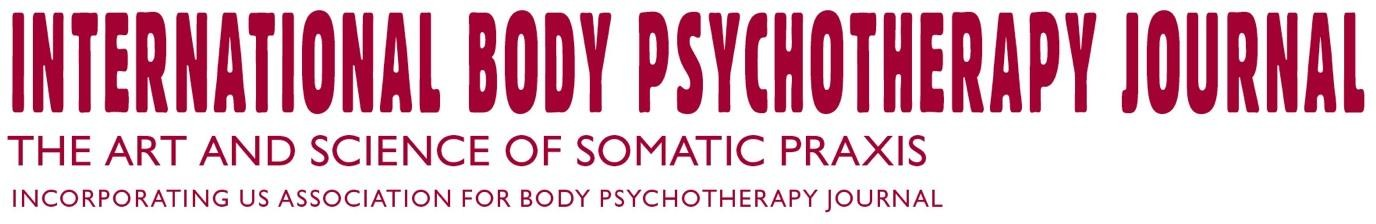 INTERNATIONAL BODY PSYCHOTHERAPY JOURNAL
THE ART AND SCIENCE OF SOMATIC PRAXIS
INCORPORATING US ASSOCIATION FOR BODY PSYCHOTHERAPY JOURNAL